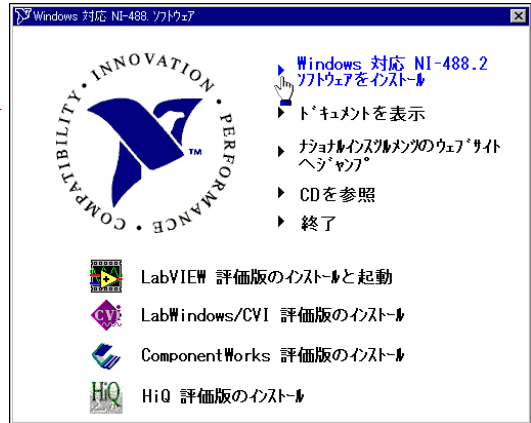 Windows 対応 NI-488. ソフトウェア
INNOVATION • PERFORMANCE • COMPATIBILITY •
TM
Windows 対応 NI-488.2
ソフトウェアをインストール
ドキュメントを表示
ナショナルインスツルメンツのウェブサイト
へジャンプ
CDを参照
終了
LabVIEW 評価版のインストールと起動
CVI
LabWindows/CVI 評価版のインストール
ComponentWorks 評価版のインストール
HiQ
HiQ 評価版のインストール